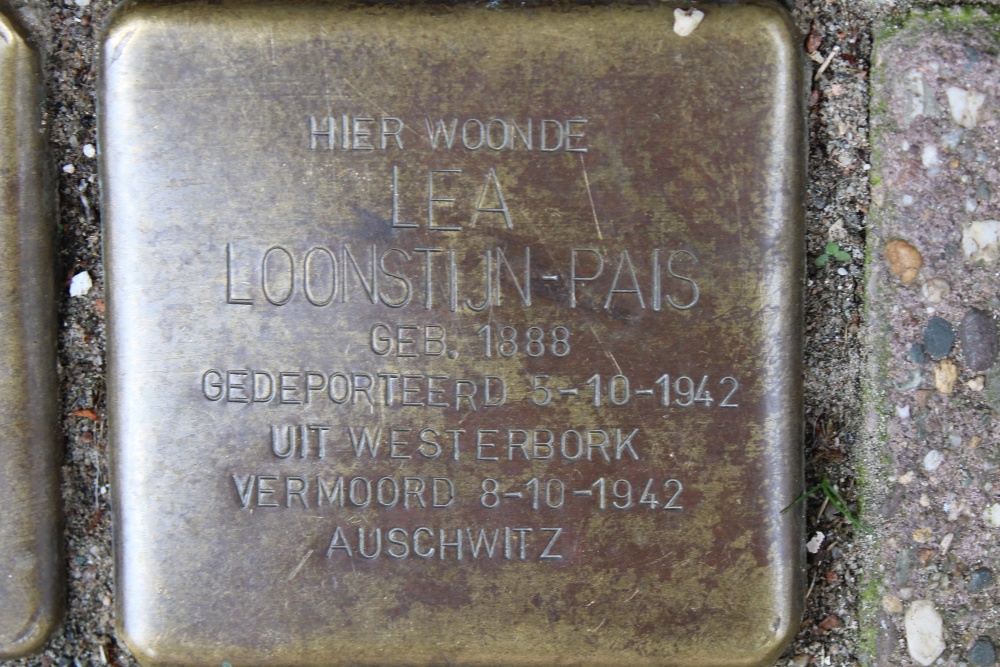 HIER WOONDE
LEA
LOONSTIJN-PAIS
GEB. 1888
GEDEPORTEERD 5-10-1942
UIT WESTERBORK
VERMOORD 8-10-1942
AUSCHWITZ